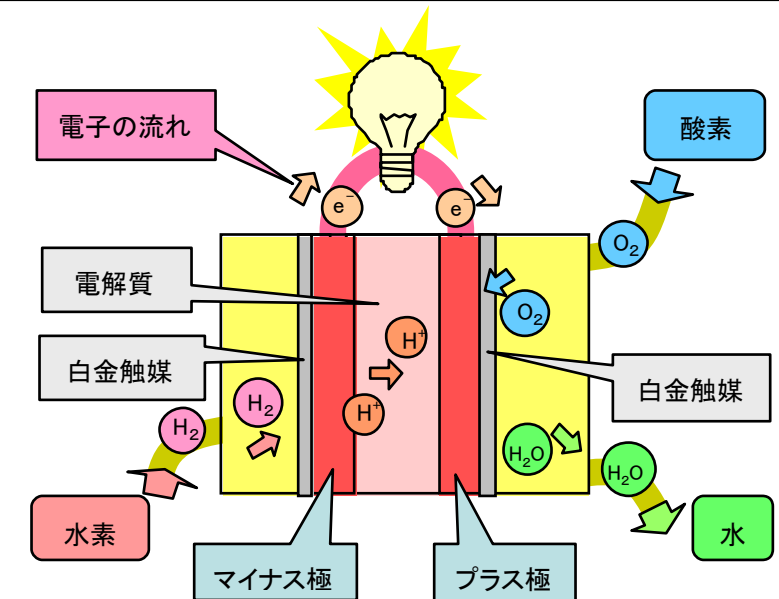 電子の流れ
酸素
e⁻
e⁻
O₂
電解質
O₂
H⁺
白金触媒
白金触媒
H₂
H⁺
H₂
H₂O
H₂O
水素
水
マイナス極
プラス極